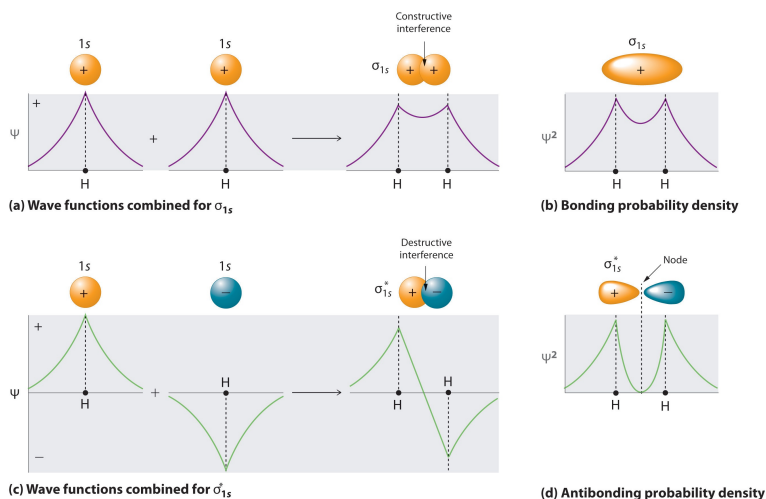 Constructive
interference
1s
1s
σ1s
σ1s
+
+
+ +
+
+
Ψ
+
Ψ²
H
H
H
H
H
H
(a) Wave functions combined for σ1s
(b) Bonding probability density
Destructive
interference
Node
1s
1s
σ*1s
σ*1s
+
−
+ −
+ −
+
Ψ²
H
H
H
H
H
H
Ψ
+
−
(c) Wave functions combined for σ*1s
(d) Antibonding probability density